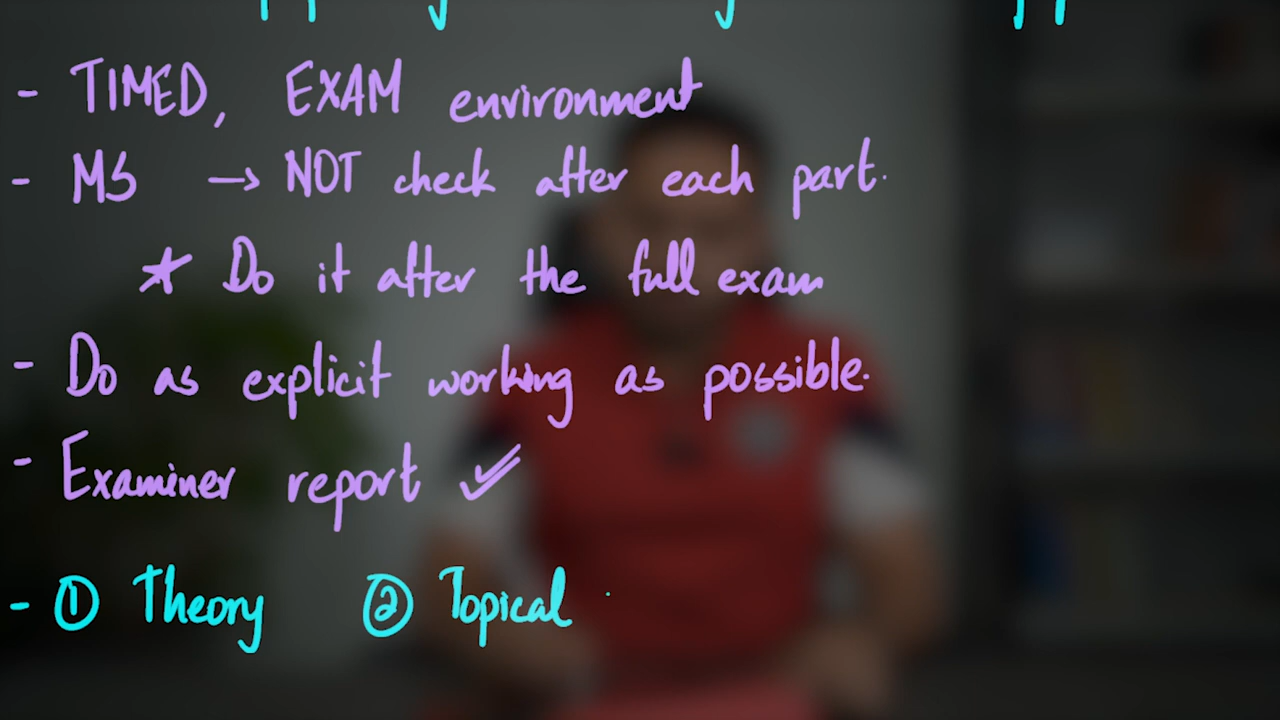 - TIMED, EXAM environment
- MS → NOT check after each part.
★ Do it after the full exam
- Do as explicit working as possible.
- Examiner report ✓
- ① Theory ② Topical